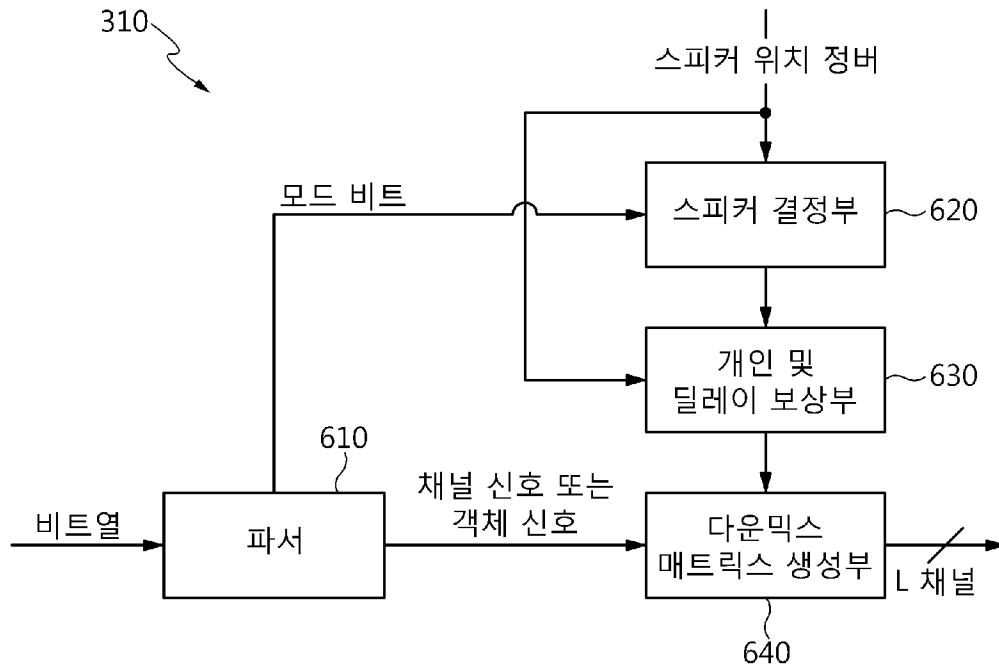 310
스피커 위치 정버
모드 비트
스피커 결정부
620
개인 및
딜레이 보상부
630
610
채널 신호 또는
객체 신호
비트열
파서
다운믹스
매트릭스 생성부
L 채널
640